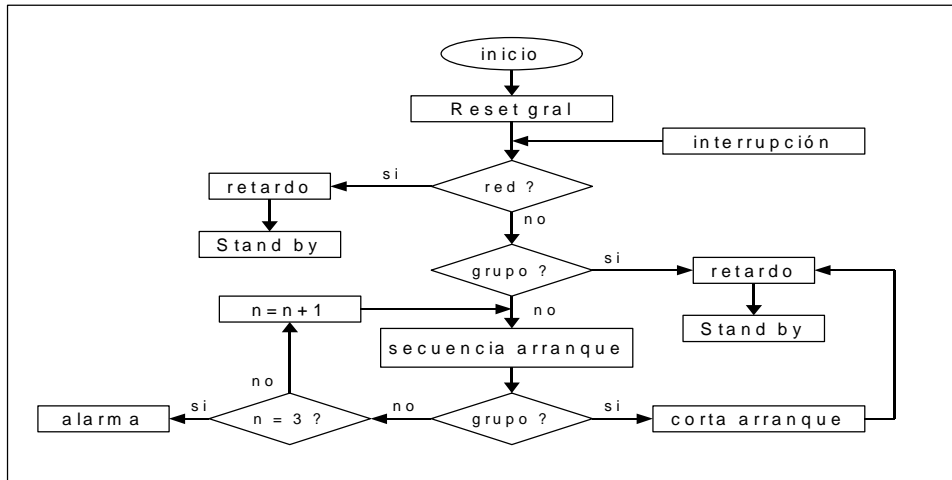 inicio
Reset gral
interrupción
si
retardo
red ?
no
Stand by
grupo ?
si
retardo
n=n+1
no
Stand by
secuencia arranque
no
alarma
si
n = 3 ?
no
grupo ?
si
corta arranque